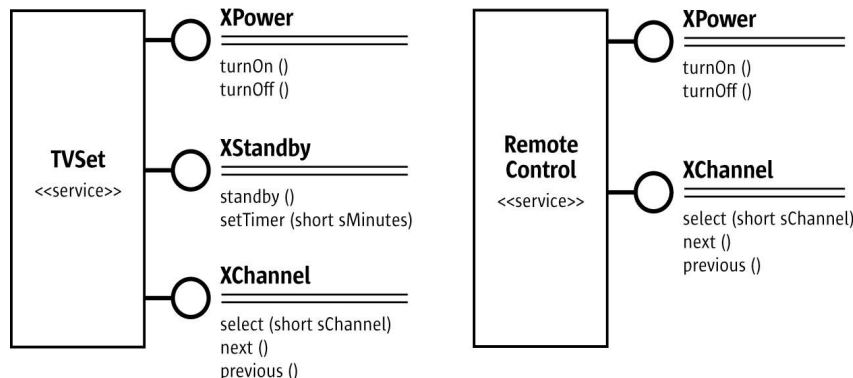 TVSet
<<service>>
XPower
turnOn ()
turnOff ()
XStandby
standby ()
setTimer (short sMinutes)
XChannel
select (short sChannel)
next ()
previous ()
Remote
Control
<<service>>
XPower
turnOn ()
turnOff ()
XChannel
select (short sChannel)
next ()
previous ()